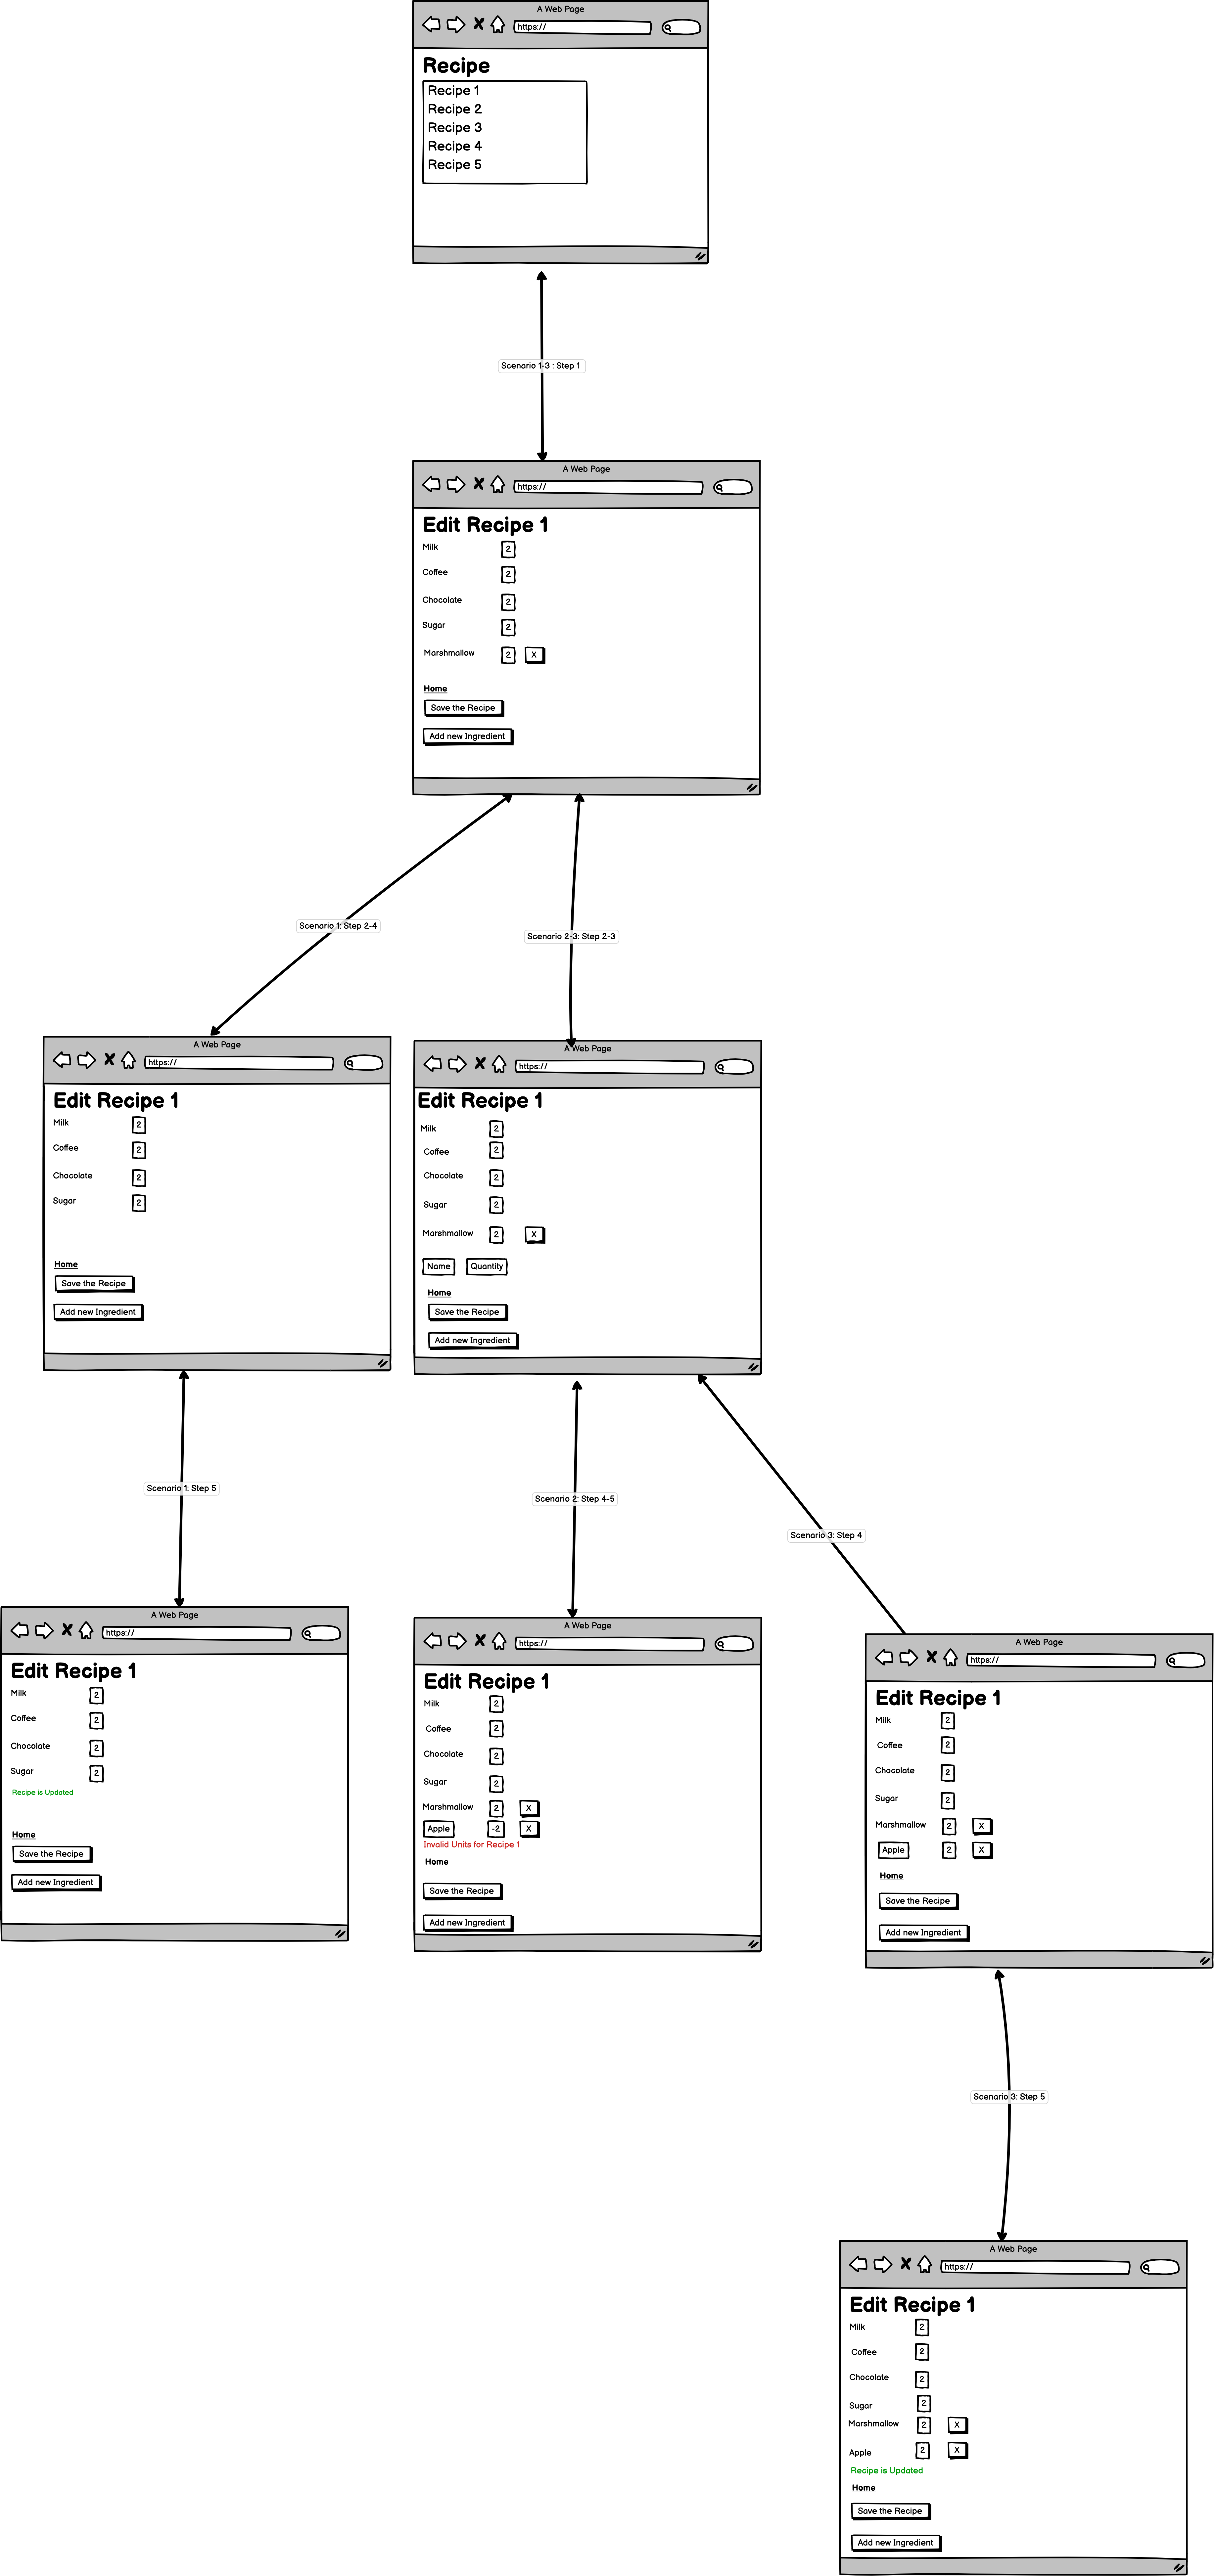 A Web Page
https://
Recipe
Recipe 1
Recipe 2
Recipe 3
Recipe 4
Recipe 5
Scenario 1-3 : Step 1
A Web Page
https://
Edit Recipe 1
Milk 2
Coffee 2
Chocolate 2
Sugar 2
Marshmallow 2 X
Home
Save the Recipe
Add new Ingredient
Scenario 1: Step 2-4
Scenario 2-3: Step 2-3
A Web Page
https://
Edit Recipe 1
Milk 2
Coffee 2
Chocolate 2
Sugar 2
Home
Save the Recipe
Add new Ingredient
A Web Page
https://
Edit Recipe 1
Milk 2
Coffee 2
Chocolate 2
Sugar 2
Marshmallow 2 X
Name Quantity
Home
Save the Recipe
Add new Ingredient
Scenario 1: Step 5
Scenario 2: Step 4-5
Scenario 3: Step 4
A Web Page
https://
Edit Recipe 1
Milk 2
Coffee 2
Chocolate 2
Sugar 2
Recipe is Updated
Home
Save the Recipe
Add new Ingredient
A Web Page
https://
Edit Recipe 1
Milk 2
Coffee 2
Chocolate 2
Sugar 2
Marshmallow 2 X
Apple -2 X
Invalid Units for Recipe 1
Home
Save the Recipe
Add new Ingredient
A Web Page
https://
Edit Recipe 1
Milk 2
Coffee 2
Chocolate 2
Sugar 2
Marshmallow 2 X
Apple 2 X
Home
Save the Recipe
Add new Ingredient
Scenario 3: Step 5
A Web Page
https://
Edit Recipe 1
Milk 2
Coffee 2
Chocolate 2
Sugar 2
Marshmallow 2 X
Apple 2 X
Recipe is Updated
Home
Save the Recipe
Add new Ingredient